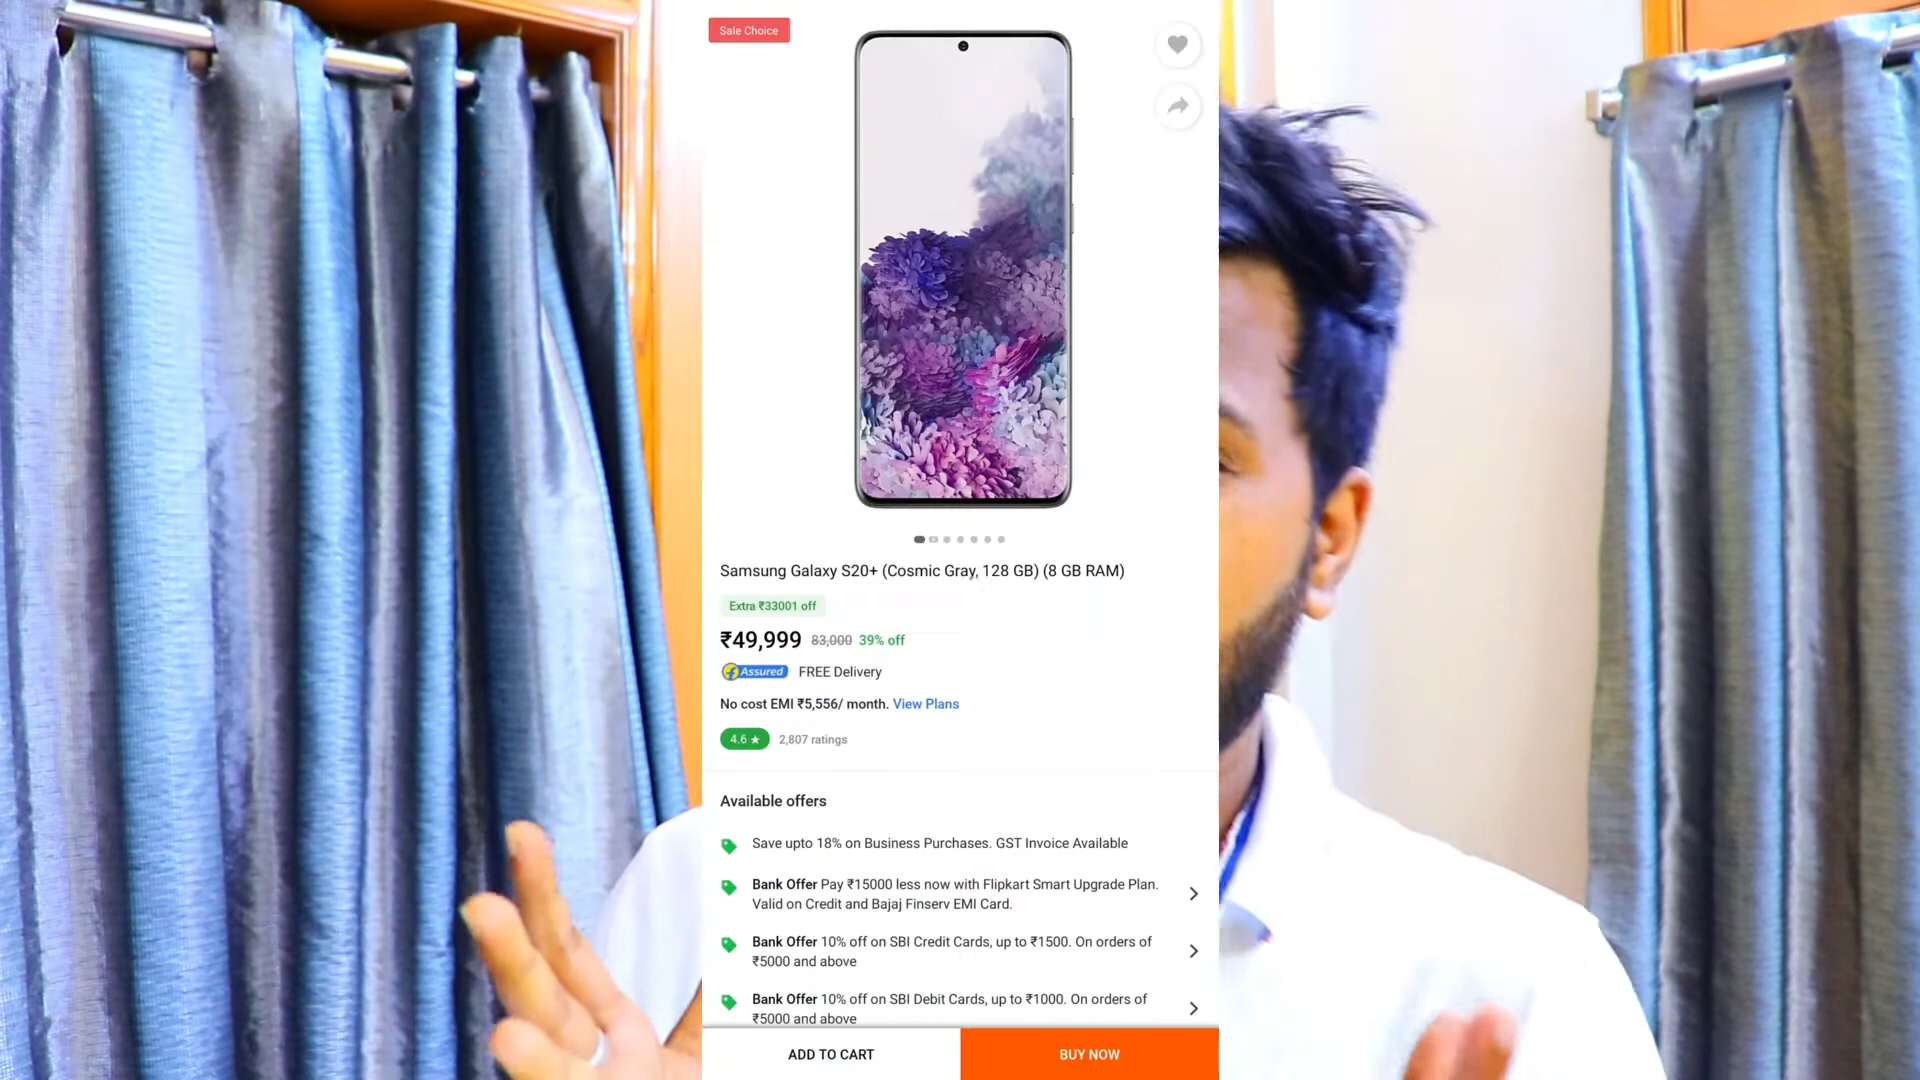 Sale Choice
Samsung Galaxy S20+ (Cosmic Gray, 128 GB) (8 GB RAM)
Extra ₹33001 off
₹49,999 83,000 39% off
Assured FREE Delivery
No cost EMI ₹5,556/ month. View Plans
4.6 ★ 2,807 ratings
Available offers
Save upto 18% on Business Purchases. GST Invoice Available
Bank Offer Pay ₹15000 less now with Flipkart Smart Upgrade Plan.
Valid on Credit and Bajaj Finserv EMI Card.
Bank Offer 10% off on SBI Credit Cards, up to ₹1500. On orders of
₹5000 and above
Bank Offer 10% off on SBI Debit Cards, up to ₹1000. On orders of
₹5000 and above
ADD TO CART BUY NOW